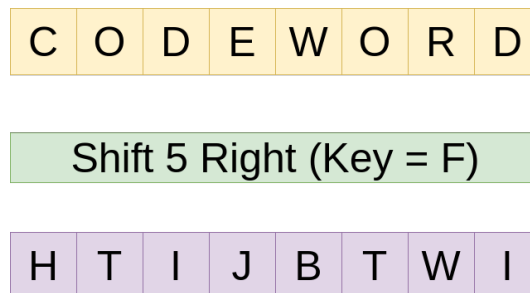 C O D E W O R D
Shift 5 Right (Key = F)
H T I J B T W I